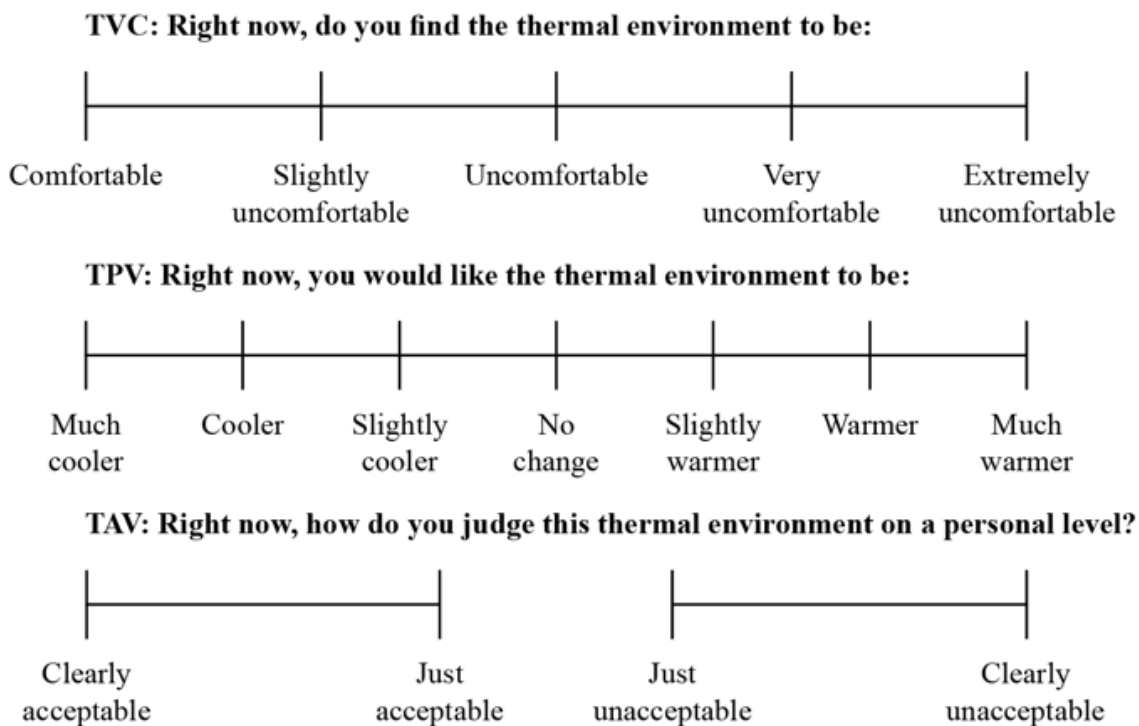 TVC: Right now, do you find the thermal environment to be:
Comfortable Slightly Uncomfortable Very Extremely
uncomfortable uncomfortable uncomfortable
TPV: Right now, you would like the thermal environment to be:
Much Cooler Slightly No Slightly Warmer Much
cooler cooler change warmer warmer
TAV: Right now, how do you judge this thermal environment on a personal level?
Clearly Just Just Clearly
acceptable acceptable unacceptable unacceptable